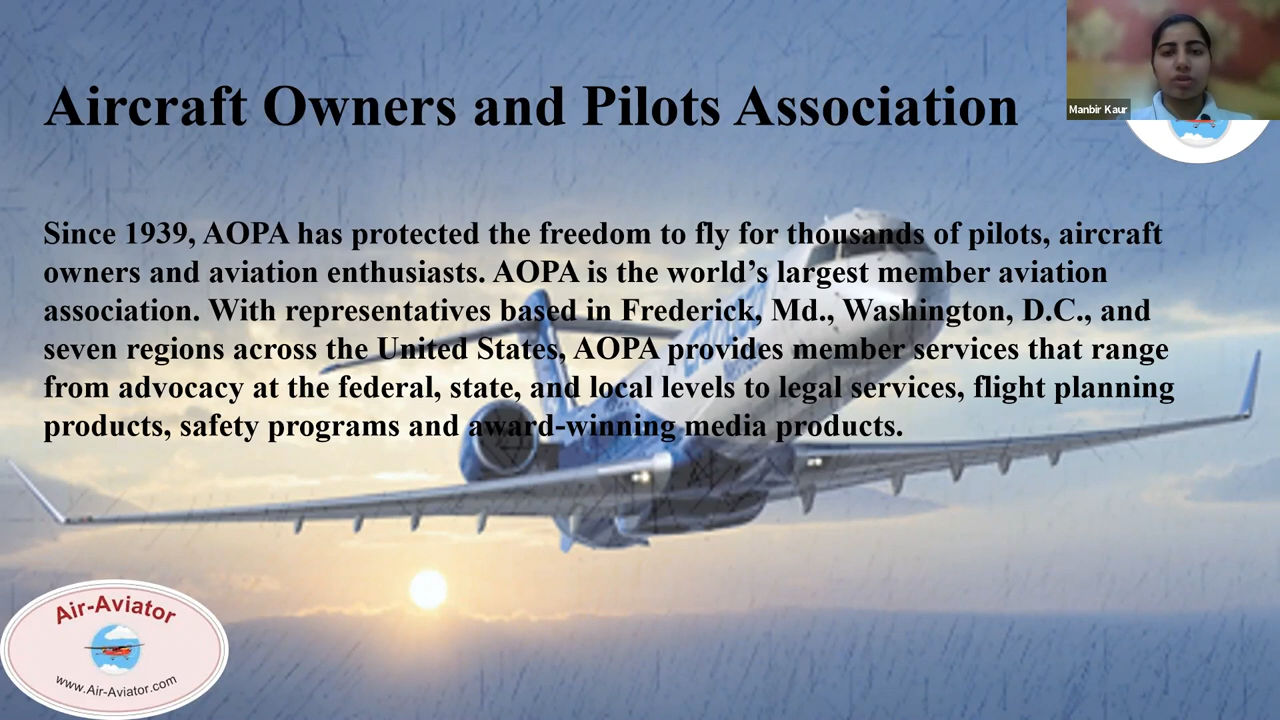 Aircraft Owners and Pilots Association
Manbir Kaur
Since 1939, AOPA has protected the freedom to fly for thousands of pilots, aircraft
owners and aviation enthusiasts. AOPA is the world’s largest member aviation
association. With representatives based in Frederick, Md., Washington, D.C., and
seven regions across the United States, AOPA provides member services that range
from advocacy at the federal, state, and local levels to legal services, flight planning
products, safety programs and award-winning media products.
Air-Aviator
www.Air-Aviator.com